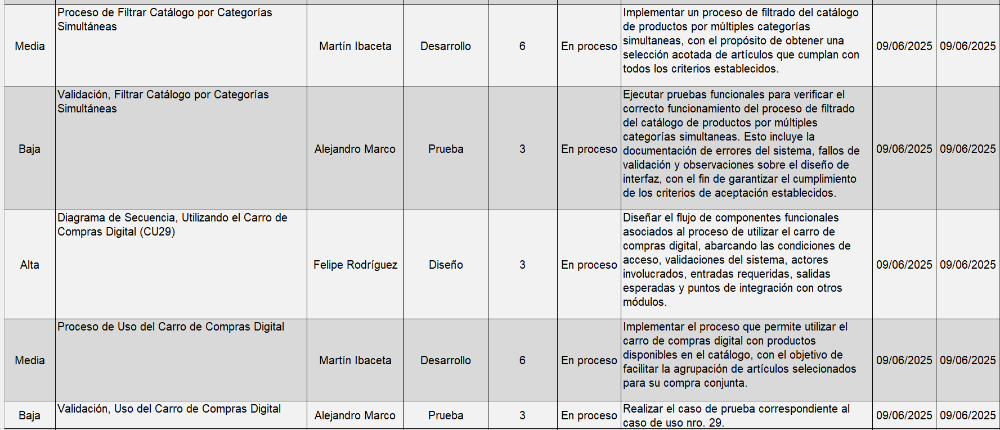 Media
Proceso de Filtrar Catálogo por Categorías
Simultáneas
Martín Ibaceta
Desarrollo
6
En proceso
Implementar un proceso de filtrado del catálogo
de productos por múltiples categorías
simultaneas, con el propósito de obtener una
selección acotada de artículos que cumplan con
todos los criterios establecidos.
09/06/2025
09/06/2025
Baja
Validación, Filtrar Catálogo por Categorías
Simultáneas
Alejandro Marco
Prueba
3
En proceso
Ejecutar pruebas funcionales para verificar el
correcto funcionamiento del proceso de filtrado
del catálogo de productos por múltiples
categorías simultaneas. Esto incluye la
documentación de errores del sistema, fallos de
validación y observaciones sobre el diseño de
interfaz, con el fin de garantizar el cumplimiento
de los criterios de aceptación establecidos.
09/06/2025
09/06/2025
Alta
Diagrama de Secuencia, Utilizando el Carro de
Compras Digital (CU29)
Felipe Rodríguez
Diseño
3
En proceso
Diseñar el flujo de componentes funcionales
asociados al proceso de utilizar el carro de
compras digital, abarcando las condiciones de
acceso, validaciones del sistema, actores
involucrados, entradas requeridas, salidas
esperadas y puntos de integración con otros
módulos.
09/06/2025
09/06/2025
Media
Proceso de Uso del Carro de Compras Digital
Martín Ibaceta
Desarrollo
6
En proceso
Implementar el proceso que permite utilizar el
carro de compras digital con productos
disponibles en el catálogo, con el objetivo de
facilitar la agrupación de artículos selecionados
para su compra conjunta.
09/06/2025
09/06/2025
Baja
Validación, Uso del Carro de Compras Digital
Alejandro Marco
Prueba
3
En proceso
Realizar el caso de prueba correspondiente al
caso de uso nro. 29.
09/06/2025
09/06/2025